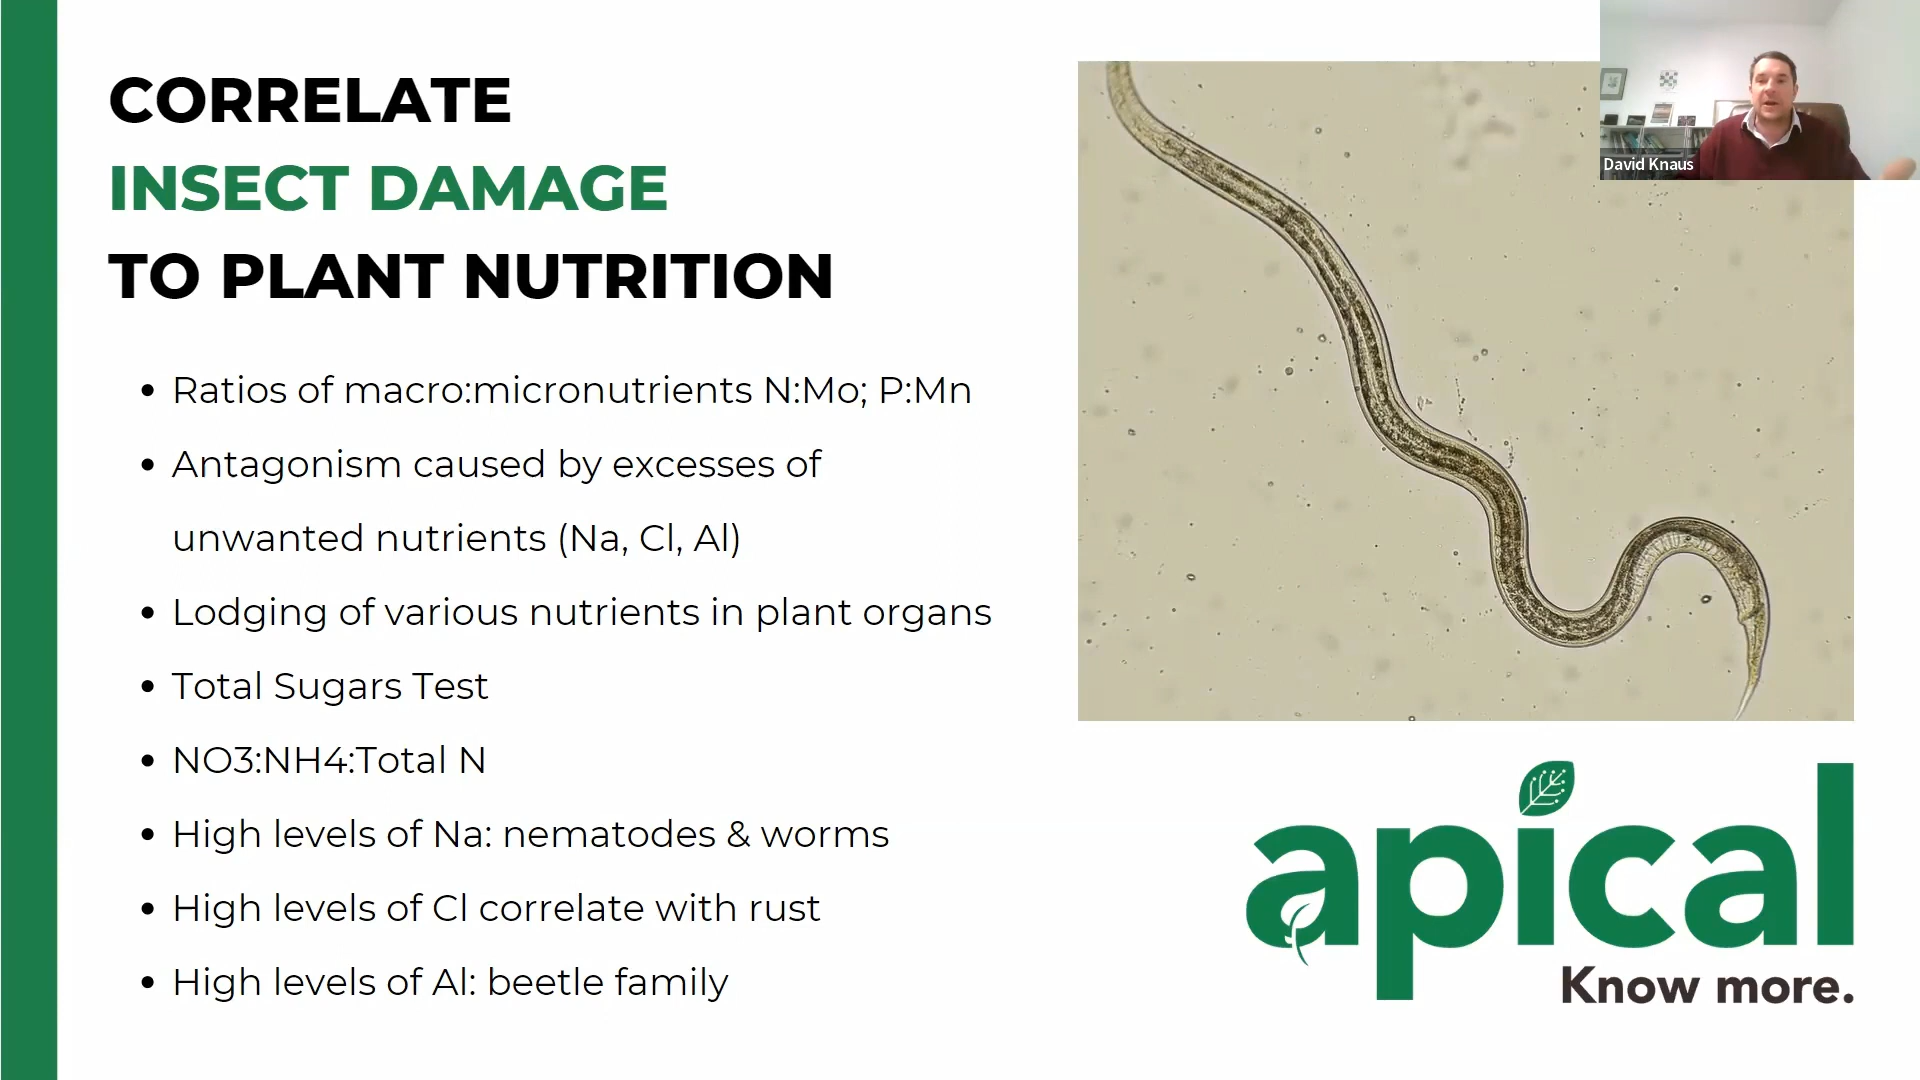 CORRELATE
INSECT DAMAGE
TO PLANT NUTRITION
• Ratios of macro:micronutrients N:Mo; P:Mn
• Antagonism caused by excesses of
unwanted nutrients (Na, Cl, Al)
• Lodging of various nutrients in plant organs
• Total Sugars Test
• NO3:NH4:Total N
• High levels of Na: nematodes & worms
• High levels of Cl correlate with rust
• High levels of Al: beetle family
David Knaus
apical
Know more.